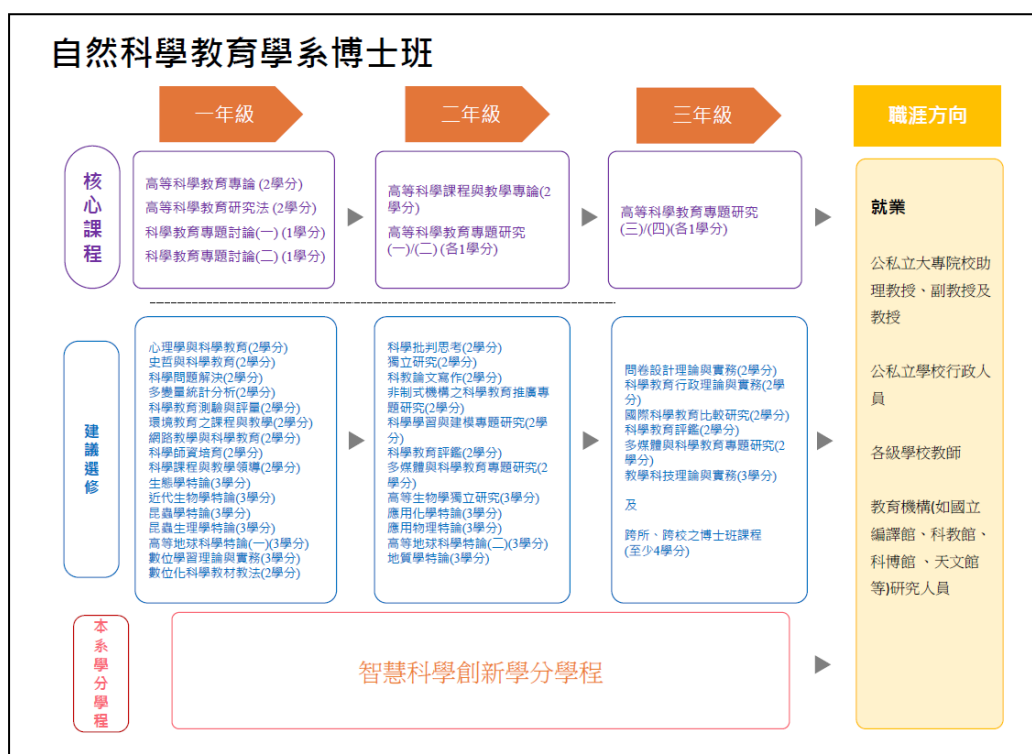 自然科學教育學系博士班
一年級
二年級
三年級
職涯方向
核心課程
高等科學教育專論 (2學分)
高等科學教育研究法 (2學分)
科學教育專題討論(一) (1學分)
科學教育專題討論(二) (1學分)
高等科學課程與教學專論(2
學分)
高等科學教育專題研究
(一)/(二) (各1學分)
高等科學教育專題研究
(三)/(四)(各1學分)
建議選修
心理學與科學教育(2學分)
史哲與科學教育(2學分)
科學問題解決(2學分)
多變量統計分析(2學分)
科學教育測驗與評量(2學分)
環境教育之課程與教學(2學分)
網路教學與科學教育(2學分)
科學師資培育(2學分)
科學課程與教學領導(2學分)
生態學特論(3學分)
近代生物學特論(3學分)
昆蟲學特論(3學分)
昆蟲生理學特論(3學分)
高等地球科學特論(一)(3學分)
數位學習理論與實務(3學分)
數位化科學教材教法(2學分)
科學批判思考(2學分)
獨立研究(2學分)
科教論文寫作(2學分)
非制式機構之科學教育推廣專
題研究(2學分)
科學學習與建模專題研究(2學
分)
科學教育評鑑(2學分)
多媒體與科學教育專題研究(2
學分)
高等生物學獨立研究(3學分)
應用化學特論(3學分)
應用物理特論(3學分)
高等地球科學特論(二)(3學分)
地質學特論(3學分)
問卷設計理論與實務(2學分)
科學教育行政理論與實務(2學
分)
國際科學教育比較研究(2學分)
科學教育評鑑(2學分)
多媒體與科學教育專題研究(2
學分)
教學科技理論與實務(3學分)
及
跨所、跨校之博士班課程
(至少4學分)
本系學分學程
智慧科學創新學分學程
就業
公私立大專院校助
理教授、副教授及
教授
公私立學校行政人
員
各級學校教師
教育機構(如國立
編譯館、科教館、
科博館 、天文館
等)研究人員